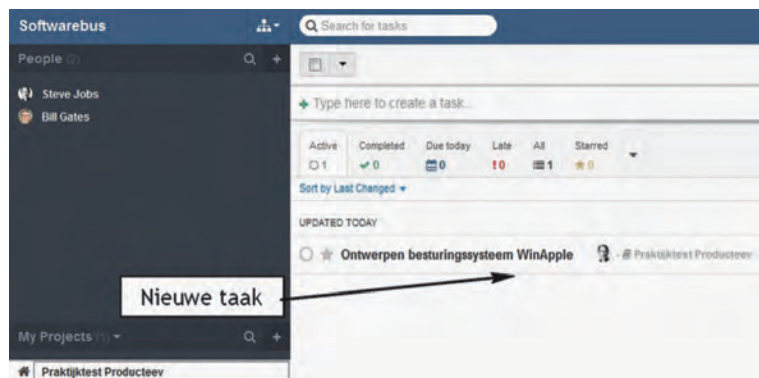 Softwarebus
Search for tasks
People (2)
Steve Jobs
Bill Gates
Type here to create a task...
Active Completed Due today Late All Starred
1 0 0 !0 1 0
Sort by Last Changed
UPDATED TODAY
Ontwerpen besturingssysteem WinApple - Praktijktest Producteev
Nieuwe taak
My Projects (1)
Praktijktest Producteev